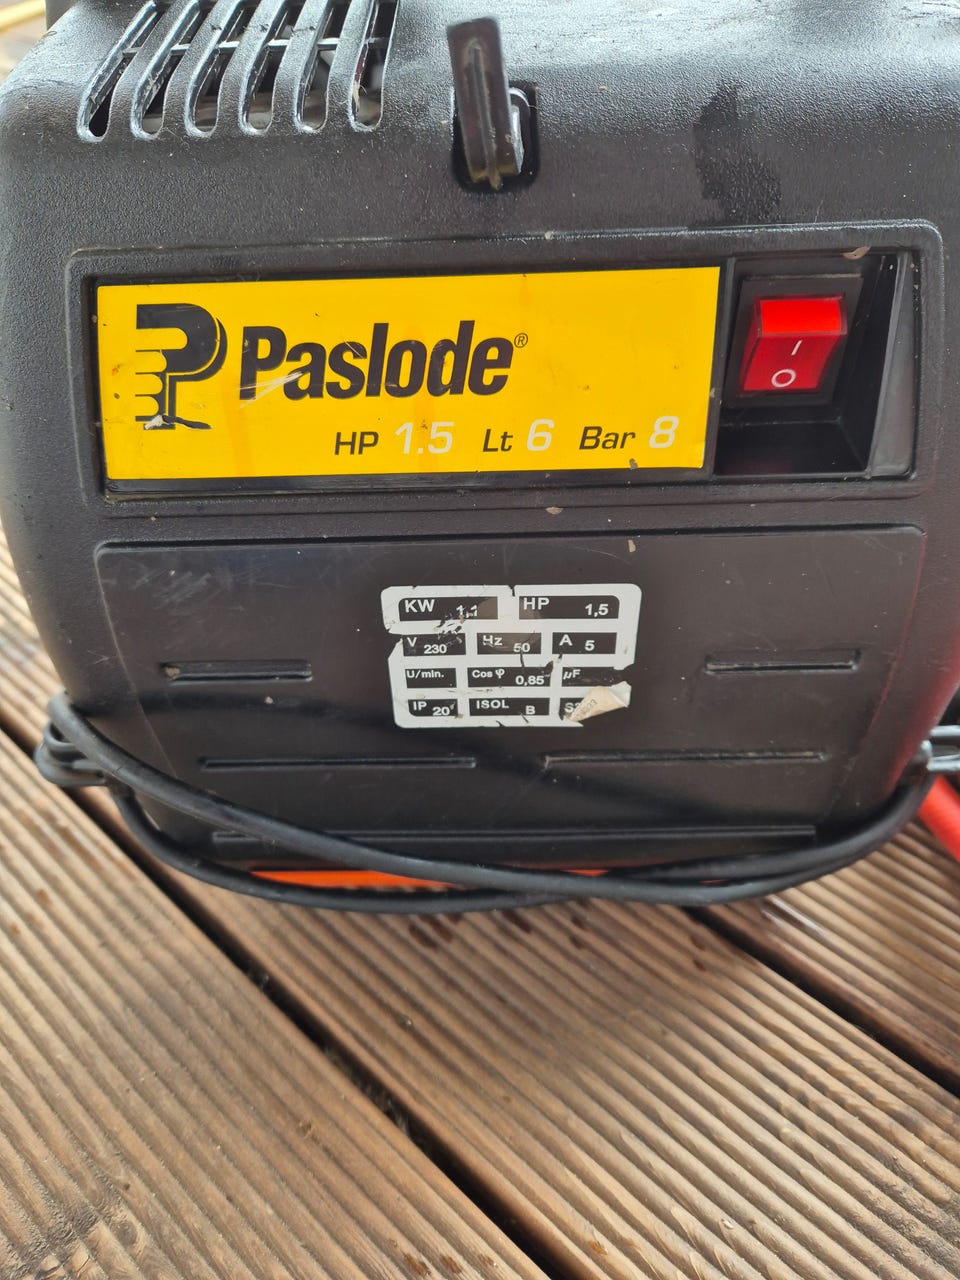 Paslode®
HP 1.5 Lt 6 Bar 8
KW 1,1 HP 1,5
V 230 Hz 50 A 5
U/min. Cos φ 0,85 µF
IP 20 ISOL B